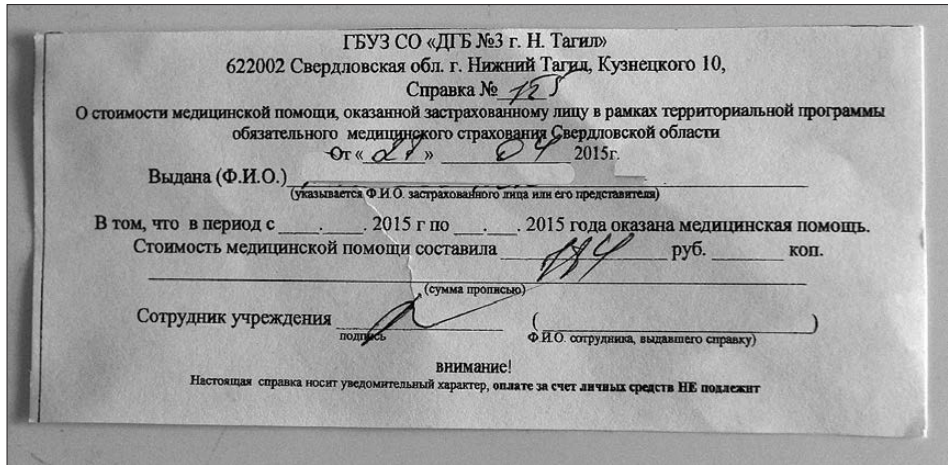 ГБУЗ СО «ДГБ №3 г. Н. Тагил»
622002 Свердловская обл. г. Нижний Тагил, Кузнецкого 10,
Справка №
О стоимости медицинской помощи, оказанной застрахованному лицу в рамках территориальной программы
обязательного медицинского страхования Свердловской области
От « » 04 2015г.
Выдана (Ф.И.О.)
(указывается Ф.И.О. застрахованного лица или его представителя)
В том, что в период с ____.____. 2015 г по ___.___. 2015 года оказана медицинская помощь.
Стоимость медицинской помощи составила руб. ______ коп.
(сумма прописью)
Сотрудник учреждения ( )
подпись Ф.И.О. сотрудника, выдавшего справку)
внимание!
Настоящая справка носит уведомительный характер, оплате за счет личных средств НЕ подлежит